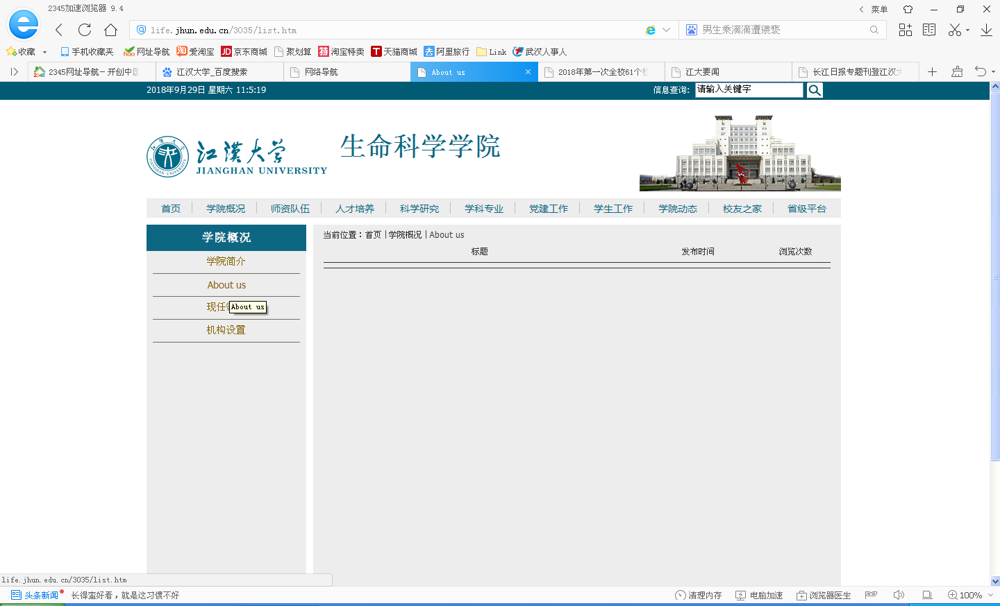 2345加速浏览器 9.4
菜单
life.jhun.edu.cn/3035/list.htm
男生乘滴滴遭猥亵
收藏 手机收藏夹 网址导航 爱淘宝 京东商城 聚划算 淘宝特卖 天猫商城 阿里旅行 Link 武汉人事人
2345网址导航－开创中国 江汉大学_百度搜索 网络导航 About us 2018年第一次全校61个 江大要闻 长江日报专题刊登江汉大
2018年9月29日 星期六 11:5:19
信息查询: 请输入关键字
江漢大学
JIANGHAN UNIVERSITY
生命科学学院
首页 学院概况 师资队伍 人才培养 科学研究 学科专业 党建工作 学生工作 学院动态 校友之家 省级平台
学院概况
学院简介
About us
现任
About us
机构设置
当前位置：首页 | 学院概况 | About us
标题 发布时间 浏览次数
life.jhun.edu.cn/3035/list.htm
头条新闻 长得蛮好看，就是这习惯不好
清理内存 电脑加速 浏览器医生 100%